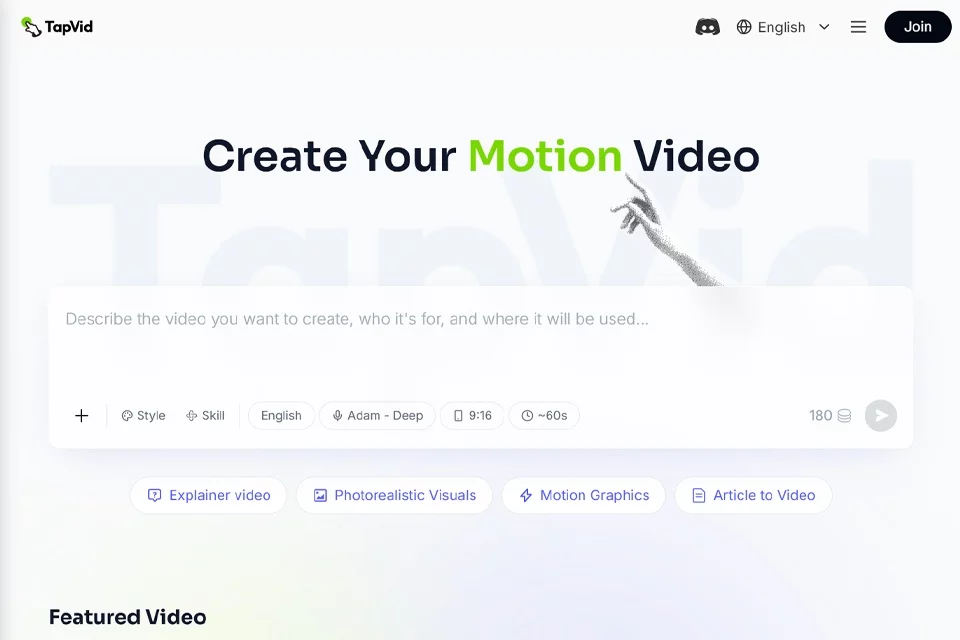 TapVid
English
Join
Create Your Motion Video
TapVid
Describe the video you want to create, who it's for, and where it will be used...
Style
Skill
English
Adam - Deep
9:16
~60s
180
Explainer video
Photorealistic Visuals
Motion Graphics
Article to Video
Featured Video